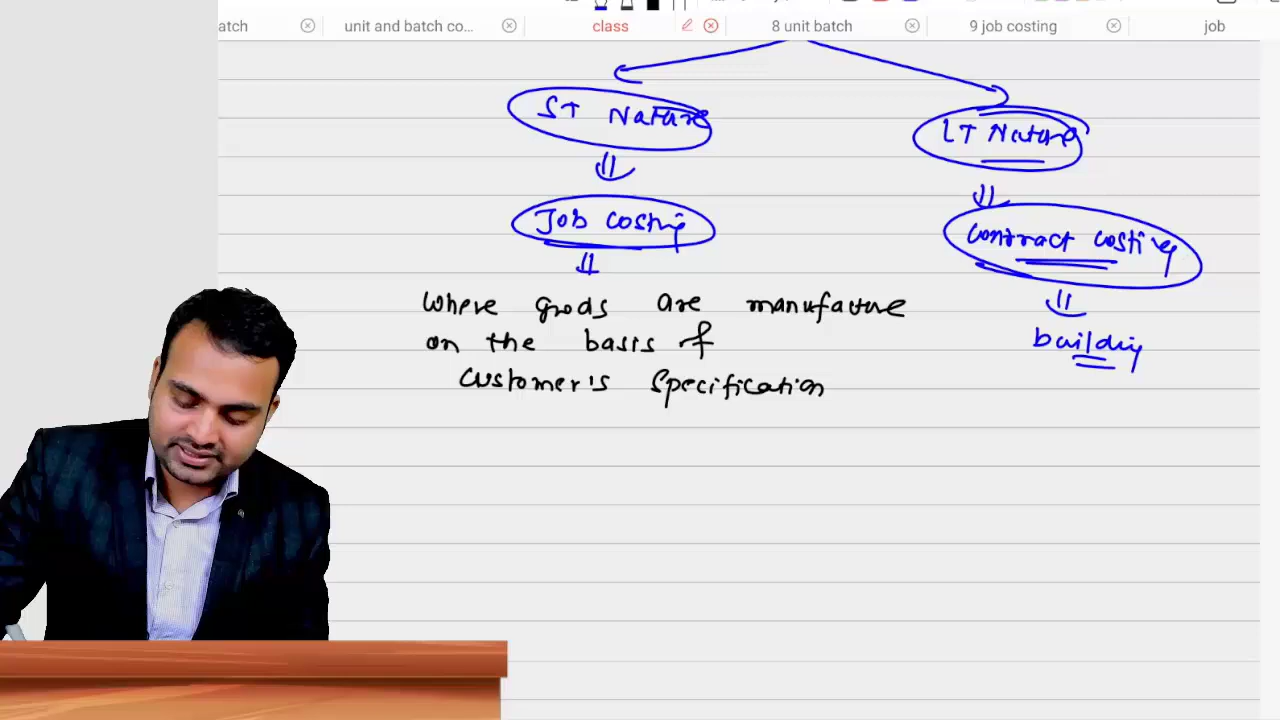 atch
unit and batch co...
class
8 unit batch
9 job costing
job
ST Nature
LT Nature
Job costing
contract costing
where goods are manufacture
on the basis of
customer's specification
building